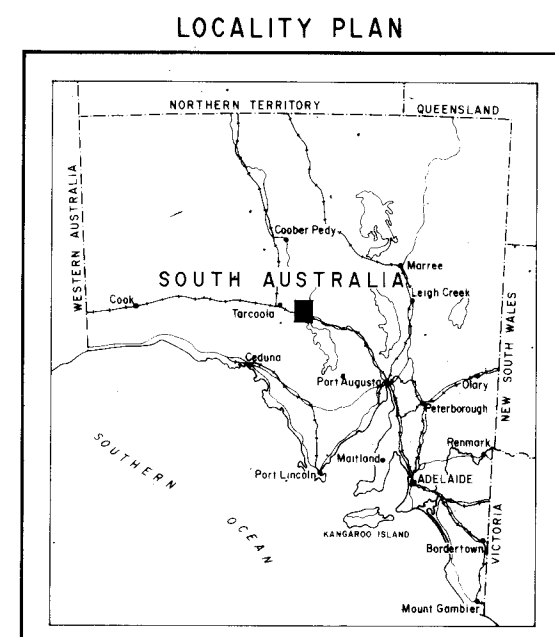 LOCALITY PLAN
NORTHERN TERRITORY
QUEENSLAND
WESTERN AUSTRALIA
Coober Pedy
Marree
SOUTH AUSTRALIA
Leigh Creek
Cook
Tarcoola
NEW SOUTH WALES
Ceduna
Port Augusta
Olary
Peterborough
Renmark
SOUTHERN OCEAN
Maitland
Port Lincoln
ADELAIDE
KANGAROO ISLAND
VICTORIA
Bordertown
Mount Gambier